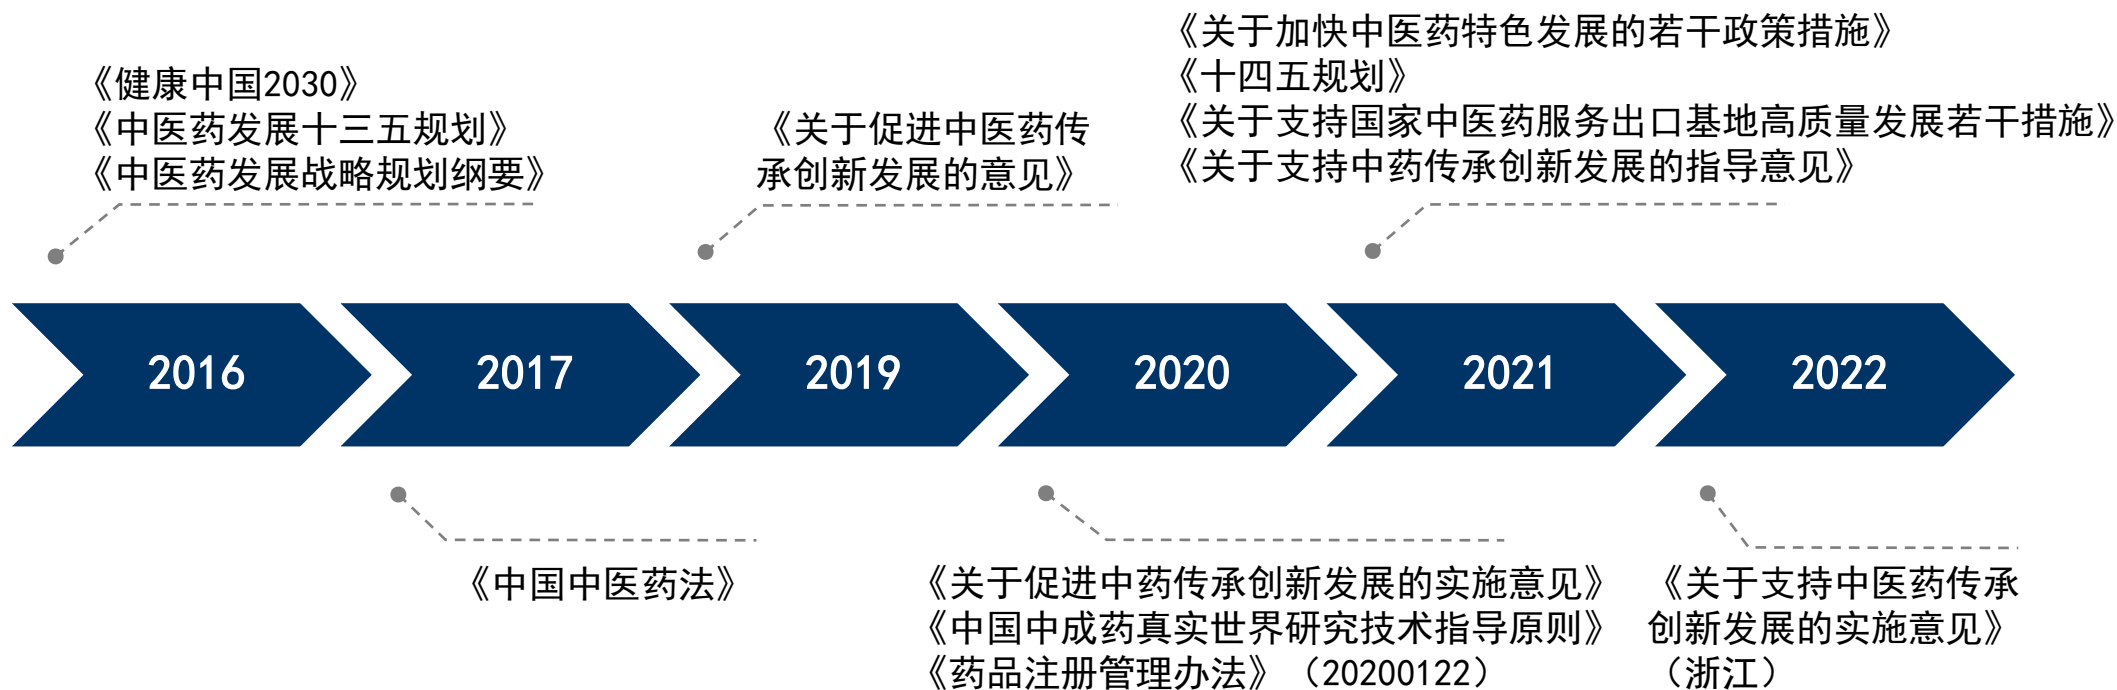 《健康中国2030》
《中医药发展十三五规划》
《中医药发展战略规划纲要》
《关于促进中医药传
承创新发展的意见》
《关于加快中医药特色发展的若干政策措施》
《十四五规划》
《关于支持国家中医药服务出口基地高质量发展若干措施》
《关于支持中药传承创新发展的指导意见》
2016
2017
2019
2020
2021
2022
《中国中医药法》
《关于促进中药传承创新发展的实施意见》
《中国中成药真实世界研究技术指导原则》
《药品注册管理办法》（20200122）
《关于支持中医药传承
创新发展的实施意见》
（浙江）